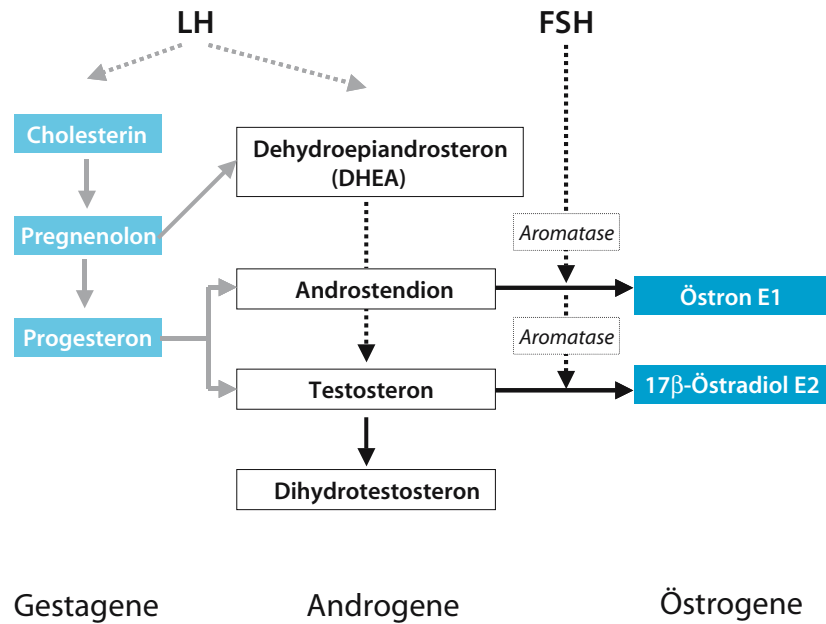 LH
FSH
Cholesterin
Dehydroepiandrosteron
(DHEA)
Pregnenolon
Aromatase
Androstendion
Östron E1
Progesteron
Aromatase
Testosteron
17β-Östradiol E2
Dihydrotestosteron
Gestagene
Androgene
Östrogene